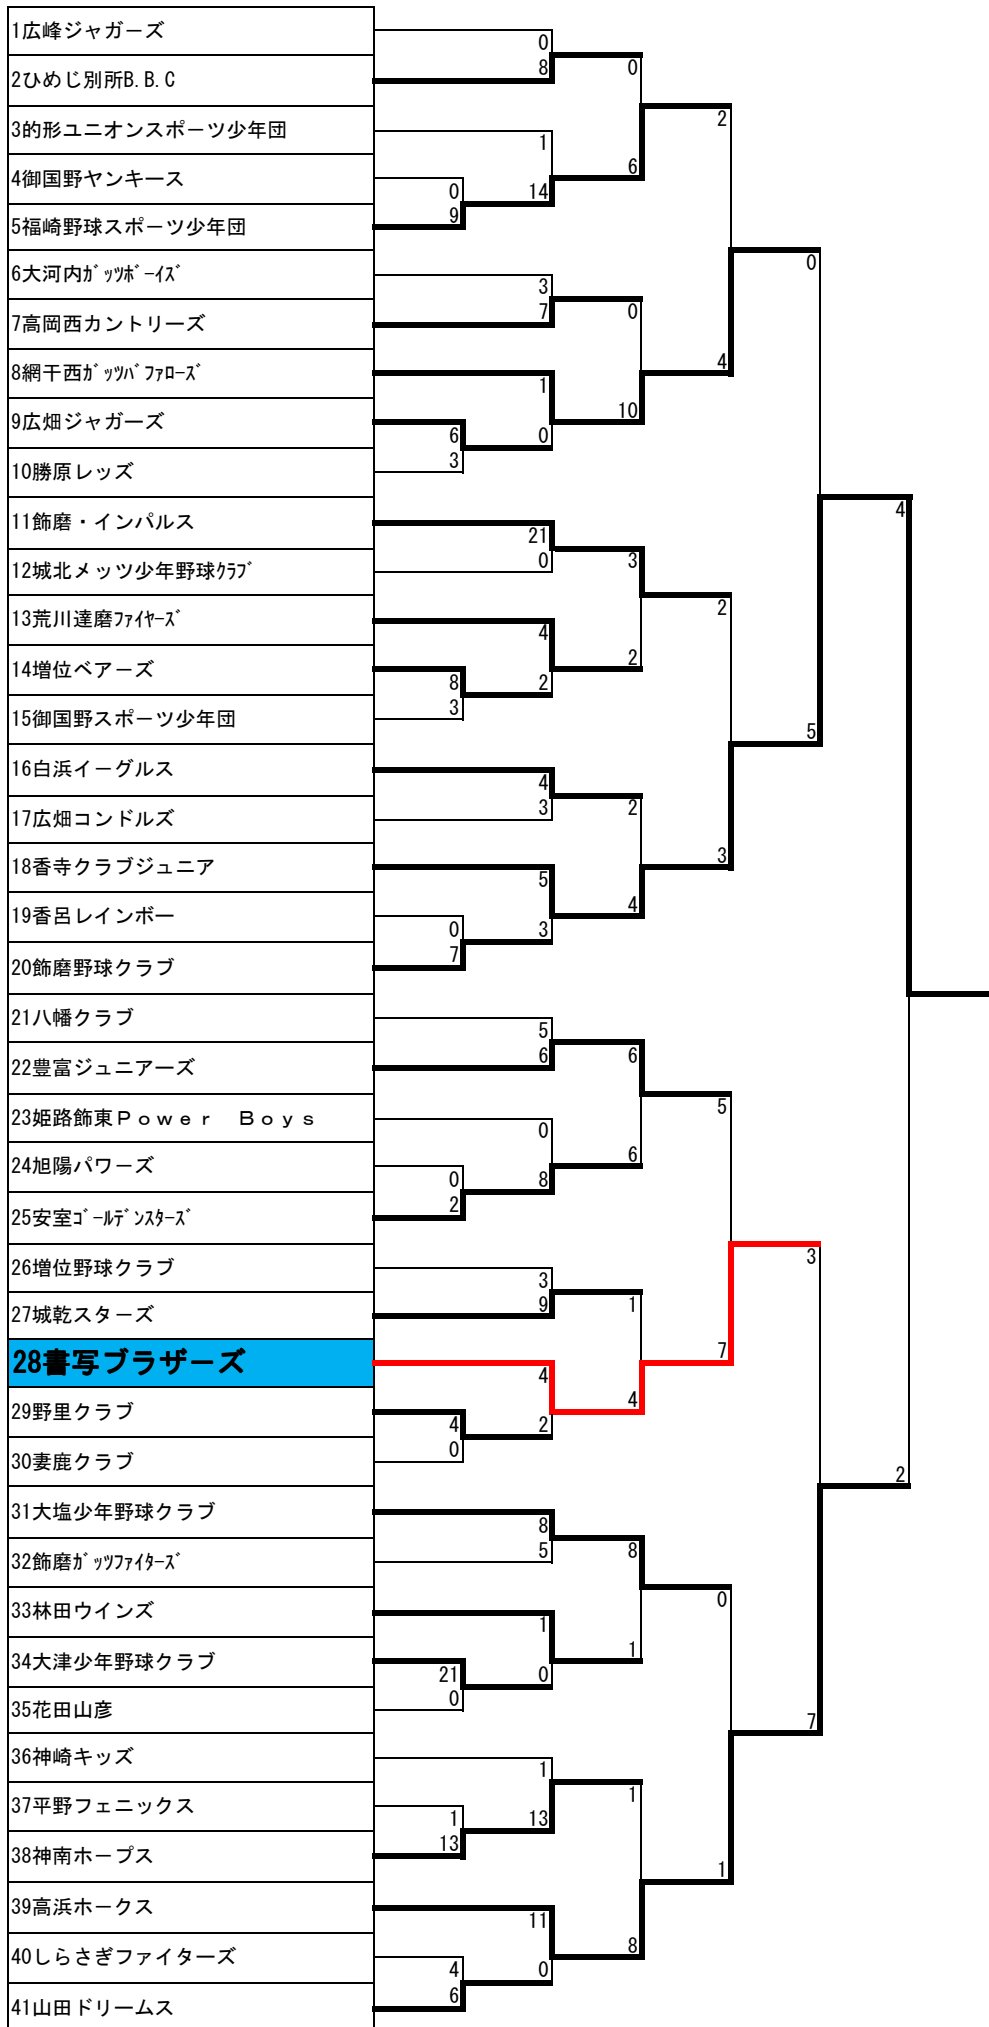 1広峰ジャガーズ
0
8
2ひめじ別所B.B.C
0
2
3的形ユニオンスポーツ少年団
1
6
4御国野ヤンキース
0
14
9
5福崎野球スポーツ少年団
0
6大河内ｶﾞｯﾂﾎﾞｰｲｽﾞ
3
7
0
7高岡西カントリーズ
4
8網干西ｶﾞｯﾂﾊﾞﾌｧﾛｰｽﾞ
1
10
9広畑ジャガーズ
6
0
3
10勝原レッズ
4
11飾磨・インパルス
21
0
3
12城北メッツ少年野球ｸﾗﾌﾞ
2
13荒川達磨ﾌｧｲﾔｰｽﾞ
4
2
14増位ベアーズ
8
2
3
15御国野スポーツ少年団
5
16白浜イーグルス
4
3
2
17広畑コンドルズ
3
18香寺クラブジュニア
5
4
19香呂レインボー
0
3
7
20飾磨野球クラブ
21八幡クラブ
5
6
6
22豊富ジュニアーズ
5
23姫路飾東Ｐｏｗｅｒ　Ｂｏｙｓ
0
6
24旭陽パワーズ
0
8
2
25安室ｺﾞｰﾙﾃﾞﾝｽﾀｰｽﾞ
3
26増位野球クラブ
3
9
1
27城乾スターズ
7
28書写ブラザーズ
4
4
29野里クラブ
4
2
0
30妻鹿クラブ
2
31大塩少年野球クラブ
8
5
8
32飾磨ｶﾞｯﾂﾌｧｲﾀｰｽﾞ
0
33林田ウインズ
1
1
34大津少年野球クラブ
21
0
0
35花田山彦
7
36神崎キッズ
1
1
37平野フェニックス
1
13
13
38神南ホープス
1
39高浜ホークス
11
8
40しらさぎファイターズ
4
0
6
41山田ドリームス